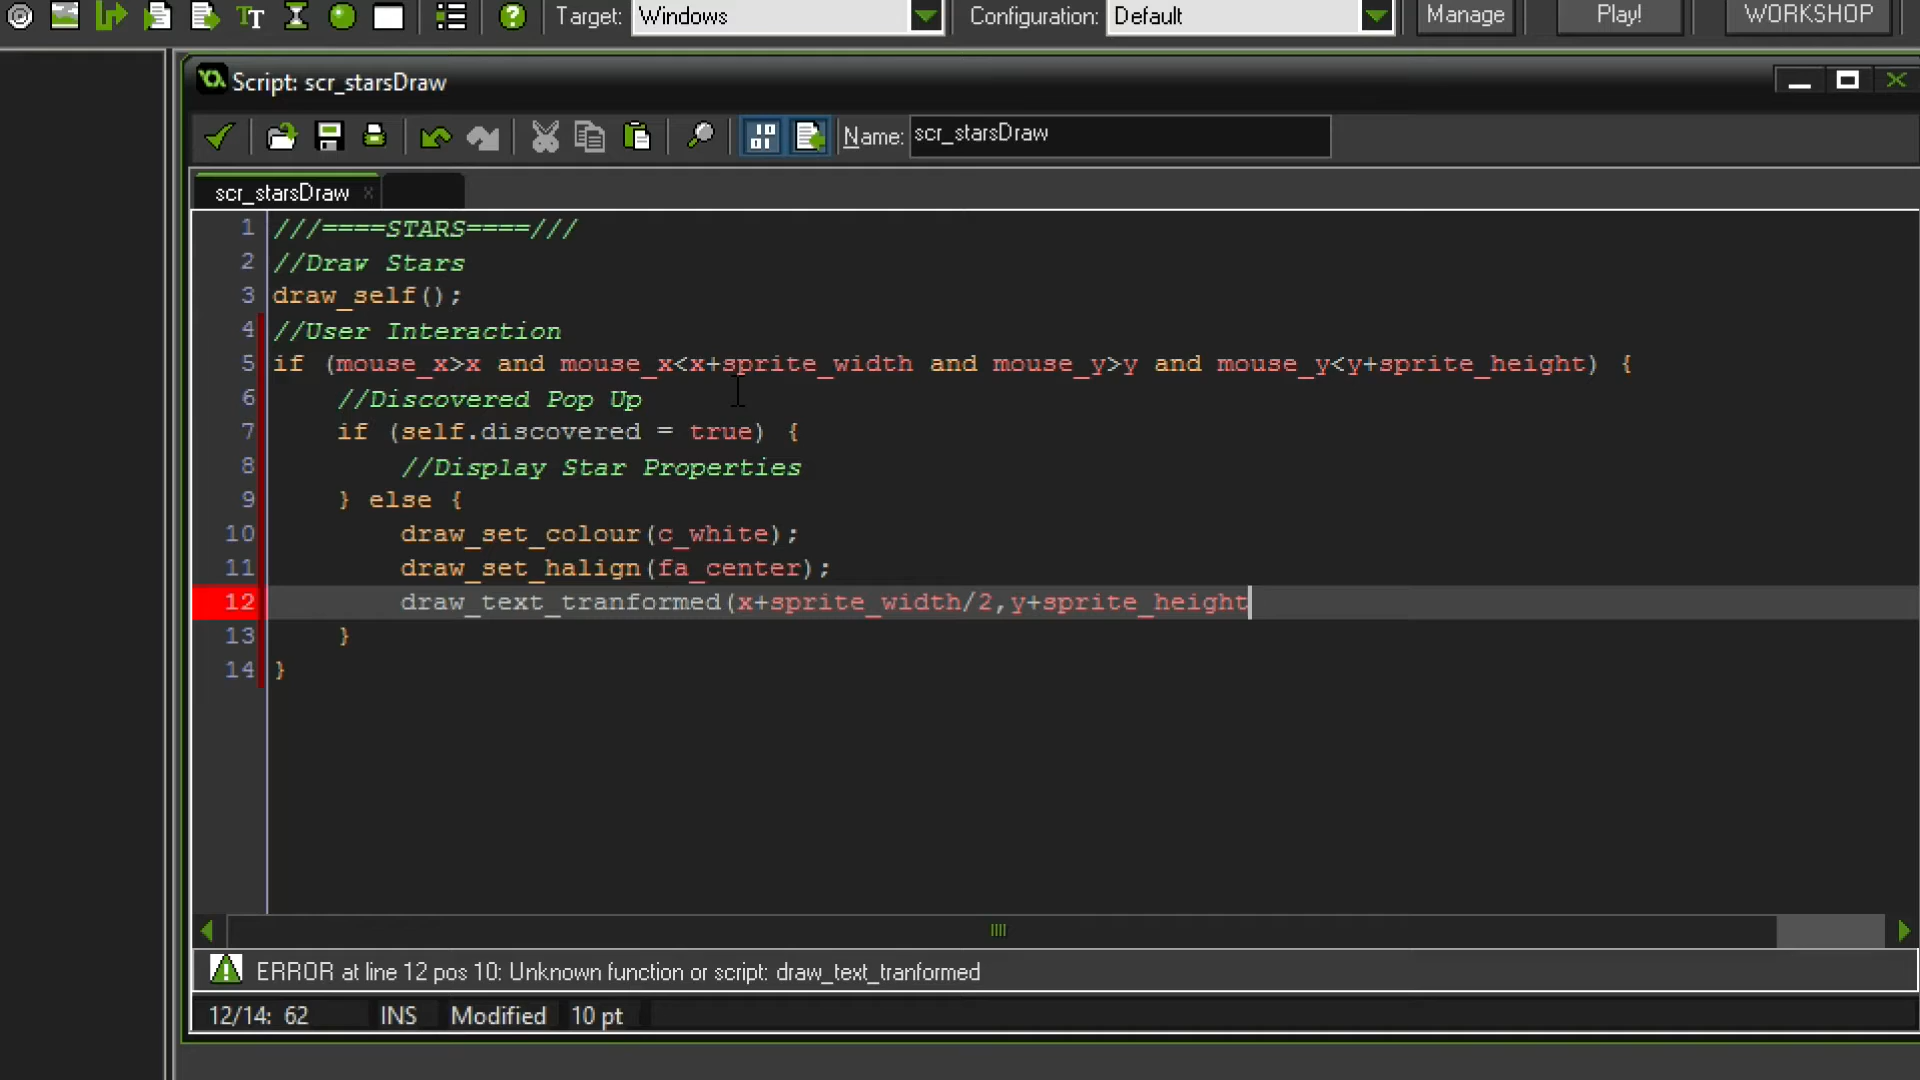 Target: Windows Configuration: Default Manage Play! WORKSHOP
Script: scr_starsDraw
Name: scr_starsDraw
scr_starsDraw x
1 ///====STARS====///
2 //Draw Stars
3 draw_self();
4 //User Interaction
5 if (mouse_x>x and mouse_x<x+sprite_width and mouse_y>y and mouse_y<y+sprite_height) {
6 //Discovered Pop Up
7 if (self.discovered = true) {
8 //Display Star Properties
9 } else {
10 draw_set_colour(c_white);
11 draw_set_halign(fa_center);
12 draw_text_tranformed(x+sprite_width/2,y+sprite_height
13 }
14 }
ERROR at line 12 pos 10: Unknown function or script: draw_text_tranformed
12/14: 62 INS Modified 10 pt